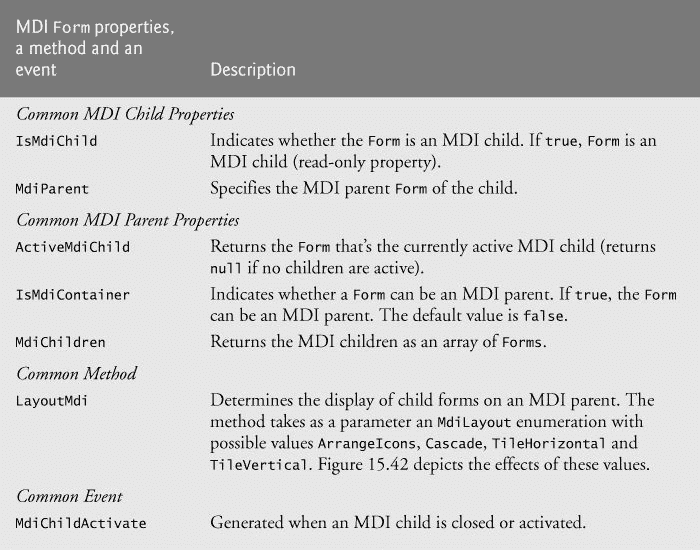 MDI Form properties,
a method and an
event
Description
Common MDI Child Properties
IsMdiChild
Indicates whether the Form is an MDI child. If true, Form is an
MDI child (read-only property).
MdiParent
Specifies the MDI parent Form of the child.
Common MDI Parent Properties
ActiveMdiChild
Returns the Form that's the currently active MDI child (returns
null if no children are active).
IsMdiContainer
Indicates whether a Form can be an MDI parent. If true, the Form
can be an MDI parent. The default value is false.
MdiChildren
Returns the MDI children as an array of Forms.
Common Method
LayoutMdi
Determines the display of child forms on an MDI parent. The
method takes as a parameter an MdiLayout enumeration with
possible values ArrangeIcons, Cascade, TileHorizontal and
TileVertical. Figure 15.42 depicts the effects of these values.
Common Event
MdiChildActivate
Generated when an MDI child is closed or activated.